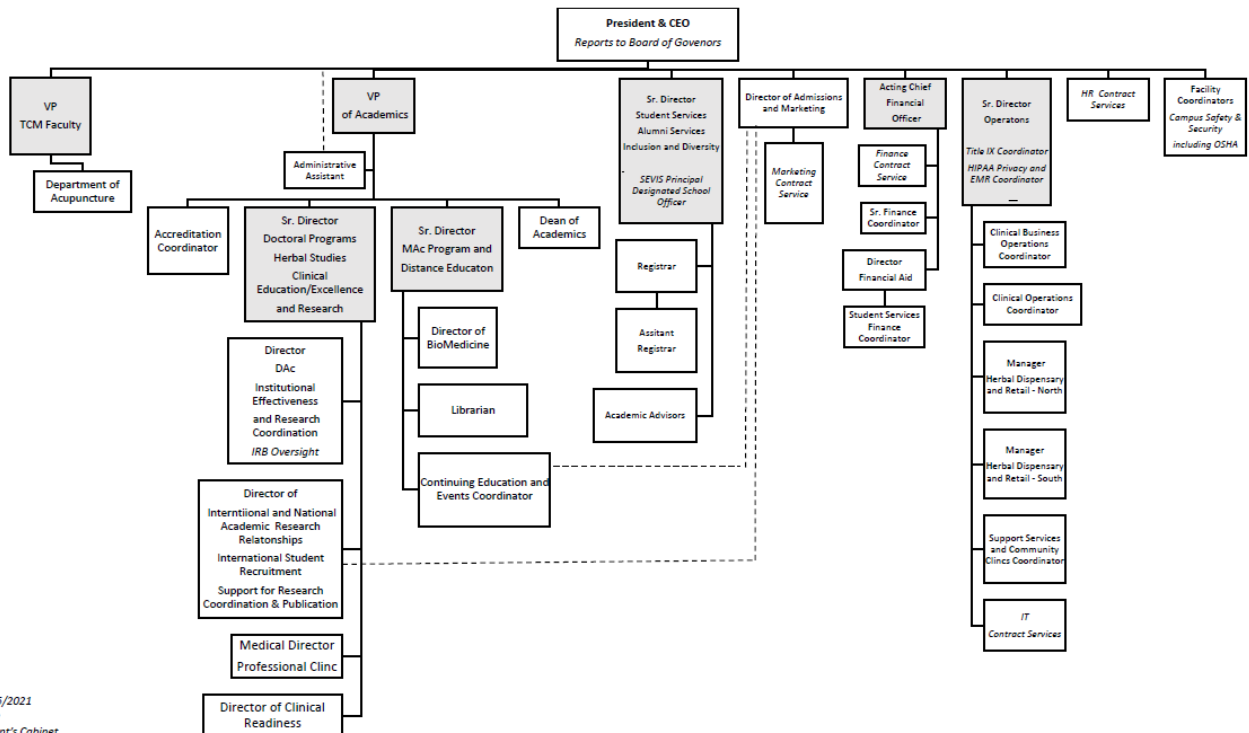 President & CEO
Reports to Board of Govenors
VP
TCM Faculty
Department of
Acupuncture
VP
of Academics
Administrative
Assistant
Accreditation
Coordinator
Sr. Director
Doctoral Programs
Herbal Studies
Clinical
Education/Excellence
and Research
Director
DAc
Institutional
Effectiveness
and Research
Coordination
IRB Oversight
Director of
Interntiional and National
Academic Research
Relatonships
International Student
Recruitment
Support for Research
Coordination & Publication
Medical Director
Professional Clinc
Director of Clinical
Readiness
Sr. Director
MAc Program and
Distance Educaton
Director of
BioMedicine
Librarian
Continuing Education and
Events Coordinator
Dean of
Academics
Sr. Director
Student Services
Alumni Services
Inclusion and Diversity
SEVIS Principal
Designated School
Officer
Registrar
Assitant
Registrar
Academic Advisors
Director of Admissions
and Marketing
Marketing
Contract
Service
Acting Chief
Financial
Officer
Finance
Contract
Service
Sr. Finance
Coordinator
Director
Financial Aid
Student Services
Finance
Coordinator
Sr. Director
Operatons
Title IX Coordinator
HIPAA Privacy and
EMR Coordinator
Clinical Business
Operations
Coordinator
Clinical Operations
Coordinator
Manager
Herbal Dispensary
and Retail - North
Manager
Herbal Dispensary
and Retail - South
Support Services
and Community
Clincs Coordinator
IT
Contract Services
HR Contract
Services
Facility
Coordinators
Campus Safety &
Security
including OSHA
/2021
Cabinet